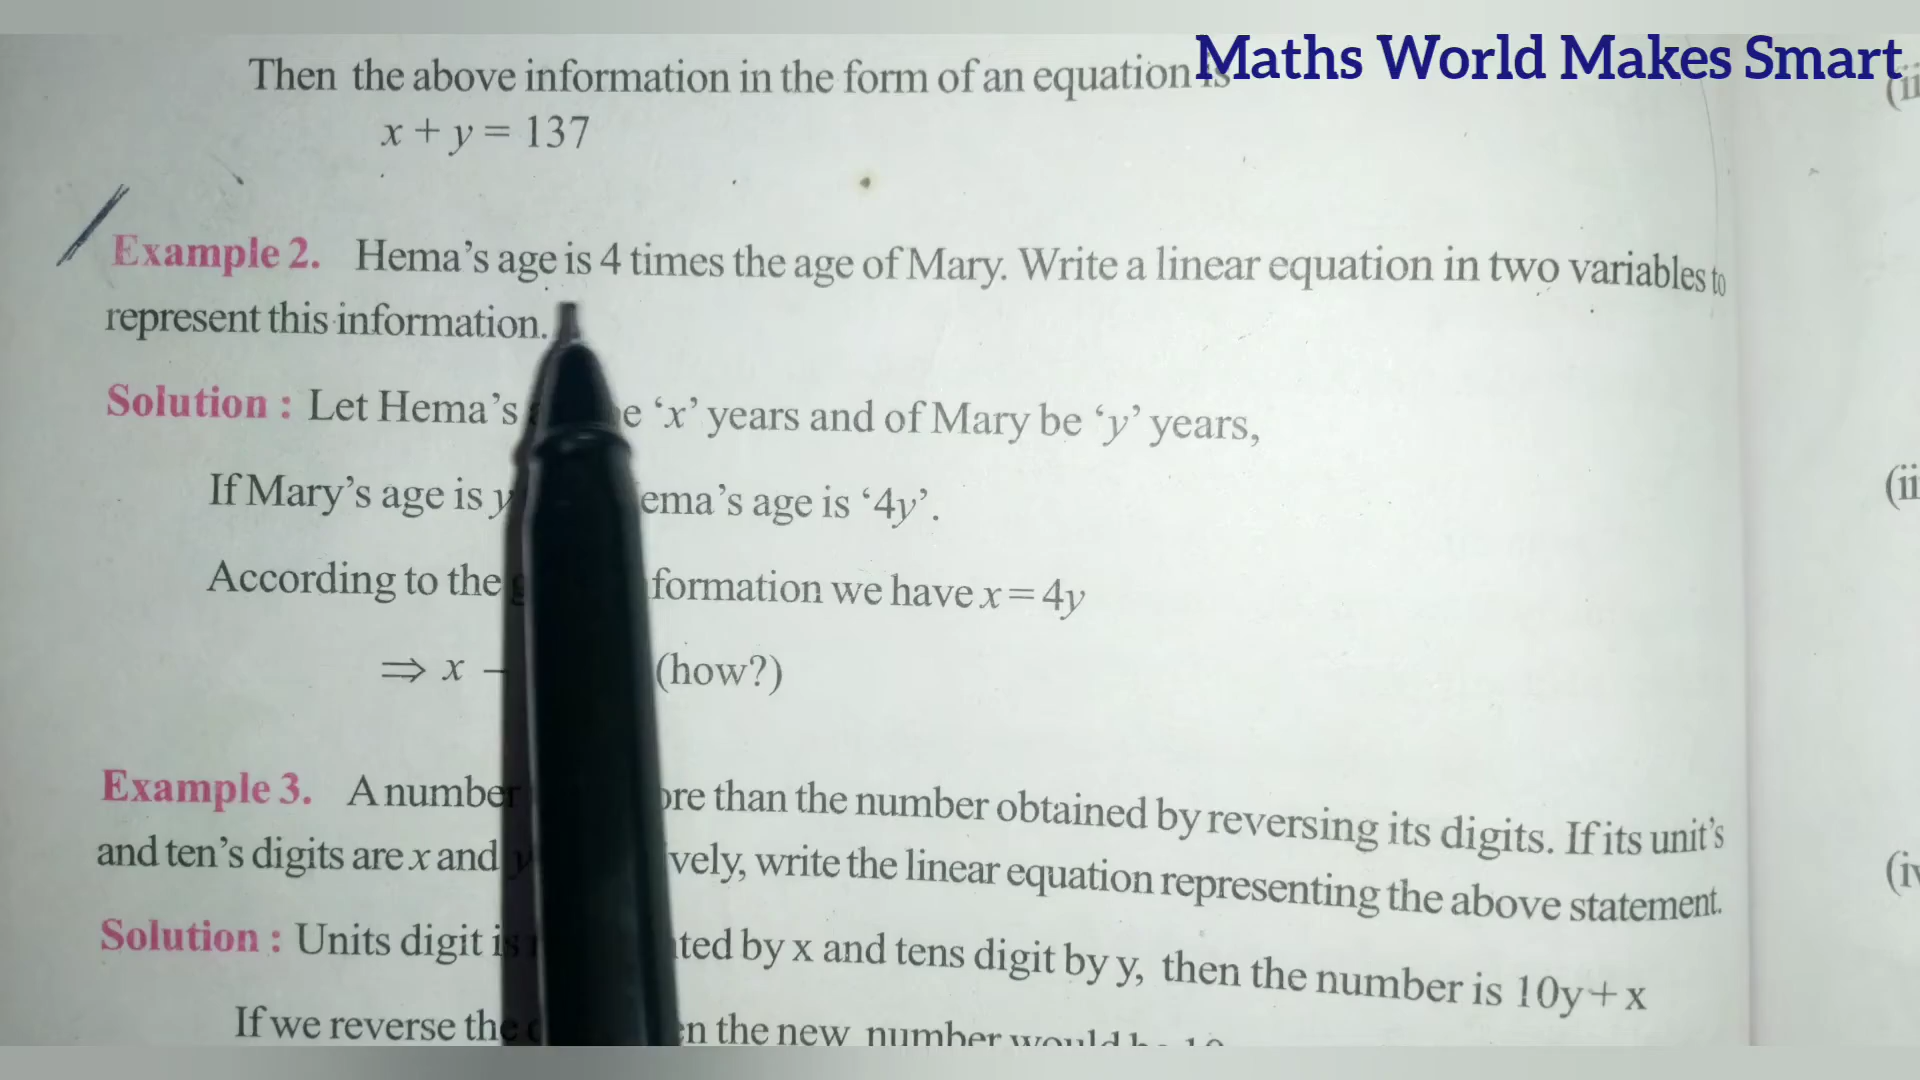 Maths World Makes Smart
Then the above information in the form of an equation is
x + y = 137
Example 2. Hema's age is 4 times the age of Mary. Write a linear equation in two variables to
represent this information.
Solution : Let Hema's 'x' years and of Mary be 'y' years,
If Mary's age is y ema's age is '4y'.
According to the formation we have x = 4y
⇒ x – (how?)
Example 3. A number ore than the number obtained by reversing its digits. If its unit's
and ten's digits are x and vely, write the linear equation representing the above statement.
Solution : Units digit is ted by x and tens digit by y, then the number is 10y+x
If we reverse the n the new number would
(ii
(iv